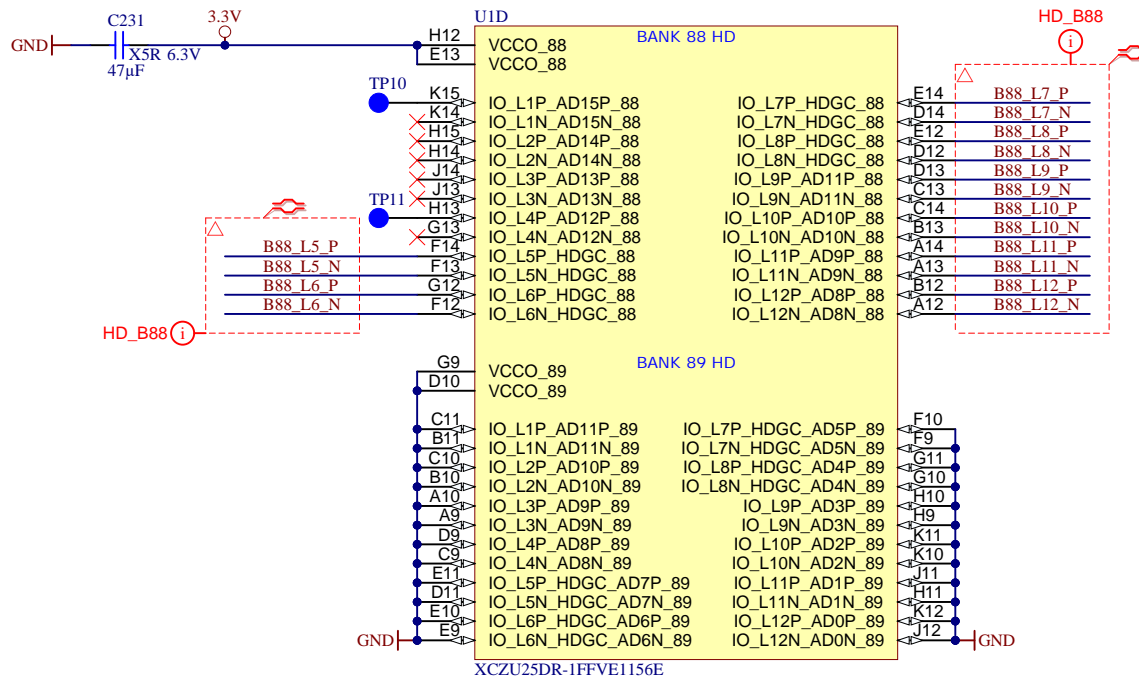 C231
3.3V
GND
X5R 6.3V
47µF
U1D
HD_B88
BANK 88 HD
H12 VCCO_88
E13 VCCO_88
TP10
K15 IO_L1P_AD15P_88 IO_L7P_HDGC_88 E14 B88_L7_P
K14 IO_L1N_AD15N_88 IO_L7N_HDGC_88 D14 B88_L7_N
H15 IO_L2P_AD14P_88 IO_L8P_HDGC_88 E12 B88_L8_P
H14 IO_L2N_AD14N_88 IO_L8N_HDGC_88 D12 B88_L8_N
J14 IO_L3P_AD13P_88 IO_L9P_AD11P_88 D13 B88_L9_P
J13 IO_L3N_AD13N_88 IO_L9N_AD11N_88 C13 B88_L9_N
TP11
H13 IO_L4P_AD12P_88 IO_L10P_AD10P_88 C14 B88_L10_P
G13 IO_L4N_AD12N_88 IO_L10N_AD10N_88 B13 B88_L10_N
B88_L5_P F14 IO_L5P_HDGC_88 IO_L11P_AD9P_88 A14 B88_L11_P
B88_L5_N F13 IO_L5N_HDGC_88 IO_L11N_AD9N_88 A13 B88_L11_N
B88_L6_P G12 IO_L6P_HDGC_88 IO_L12P_AD8P_88 B12 B88_L12_P
B88_L6_N F12 IO_L6N_HDGC_88 IO_L12N_AD8N_88 A12 B88_L12_N
HD_B88
BANK 89 HD
G9 VCCO_89
D10 VCCO_89
C11 IO_L1P_AD11P_89 IO_L7P_HDGC_AD5P_89 F10
B11 IO_L1N_AD11N_89 IO_L7N_HDGC_AD5N_89 F9
C10 IO_L2P_AD10P_89 IO_L8P_HDGC_AD4P_89 G11
B10 IO_L2N_AD10N_89 IO_L8N_HDGC_AD4N_89 G10
A10 IO_L3P_AD9P_89 IO_L9P_AD3P_89 H10
A9 IO_L3N_AD9N_89 IO_L9N_AD3N_89 H9
D9 IO_L4P_AD8P_89 IO_L10P_AD2P_89 K11
C9 IO_L4N_AD8N_89 IO_L10N_AD2N_89 K10
E11 IO_L5P_HDGC_AD7P_89 IO_L11P_AD1P_89 J11
D11 IO_L5N_HDGC_AD7N_89 IO_L11N_AD1N_89 H11
E10 IO_L6P_HDGC_AD6P_89 IO_L12P_AD0P_89 K12
GND E9 IO_L6N_HDGC_AD6N_89 IO_L12N_AD0N_89 J12 GND
XCZU25DR-1FFVE1156E